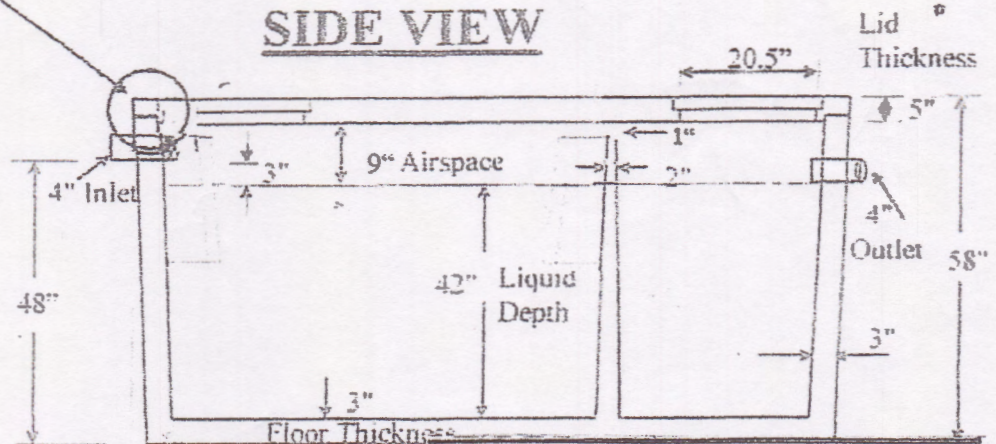 SIDE VIEW
Lid
Thickness
20.5"
5"
1"
3"
9" Airspace
2"
4" Inlet
4"
Outlet
58"
48"
42"
Liquid
Depth
3"
3"
Floor Thickness